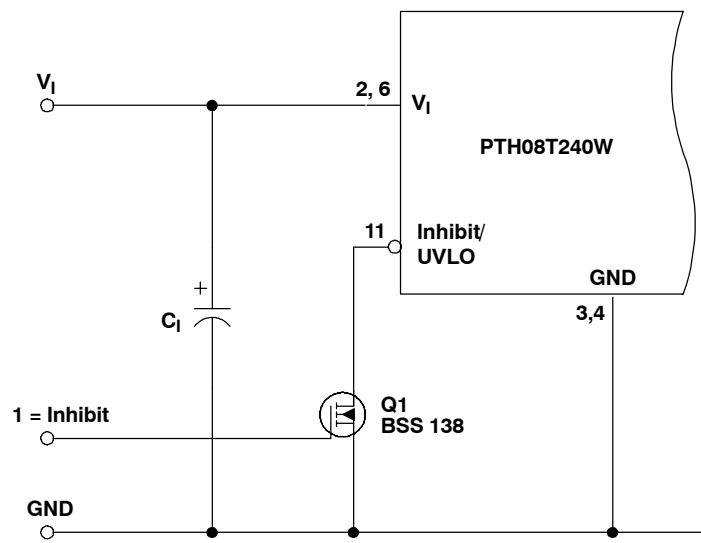 VI
2, 6
VI
PTH08T240W
11
Inhibit/
UVLO
GND
3,4
+
CI
Q1
BSS 138
1 = Inhibit
GND